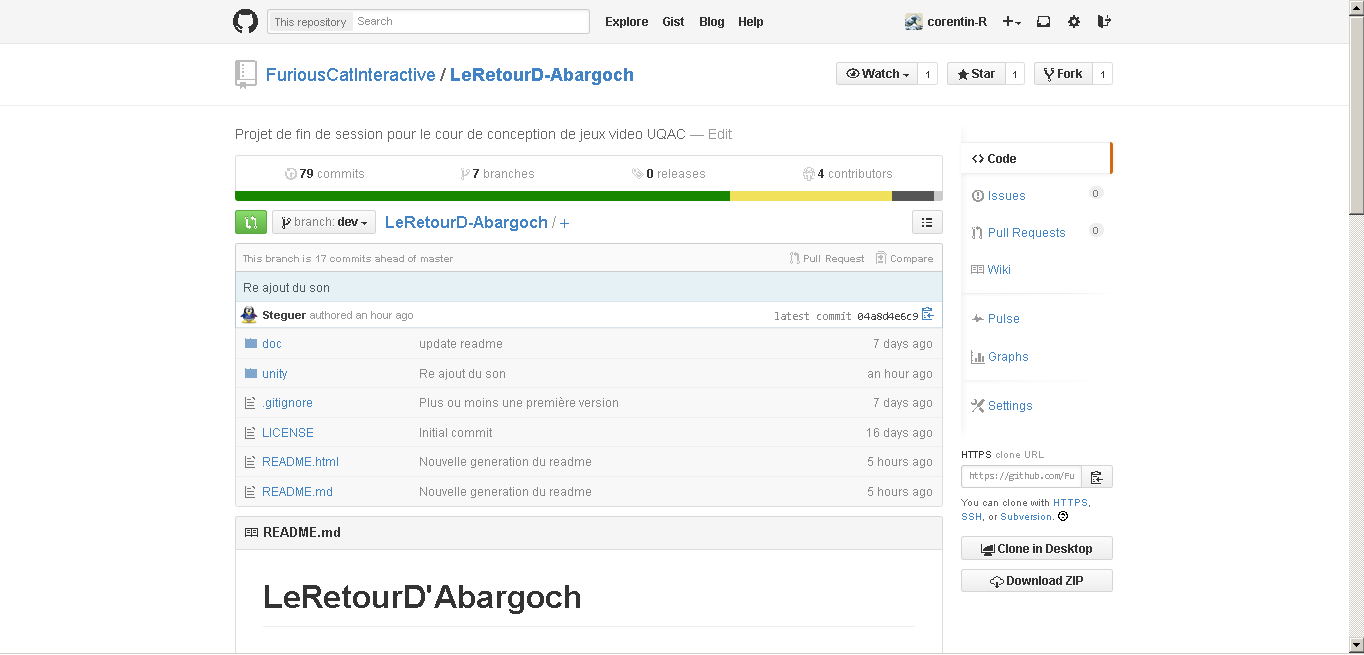 This repository Search Explore Gist Blog Help corentin-R
FuriousCatInteractive / LeRetourD-Abargoch Watch 1 Star 1 Fork 1
Projet de fin de session pour le cour de conception de jeux video UQAC — Edit
79 commits 7 branches 0 releases 4 contributors
branch: dev LeRetourD-Abargoch / +
This branch is 17 commits ahead of master Pull Request Compare
Re ajout du son
Steguer authored an hour ago latest commit 04a8d4e6c9
doc update readme 7 days ago
unity Re ajout du son an hour ago
.gitignore Plus ou moins une première version 7 days ago
LICENSE Initial commit 16 days ago
README.html Nouvelle generation du readme 5 hours ago
README.md Nouvelle generation du readme 5 hours ago
README.md
LeRetourD'Abargoch
Code
Issues 0
Pull Requests 0
Wiki
Pulse
Graphs
Settings
HTTPS clone URL
https://github.com/Fu
You can clone with HTTPS,
SSH, or Subversion.
Clone in Desktop
Download ZIP